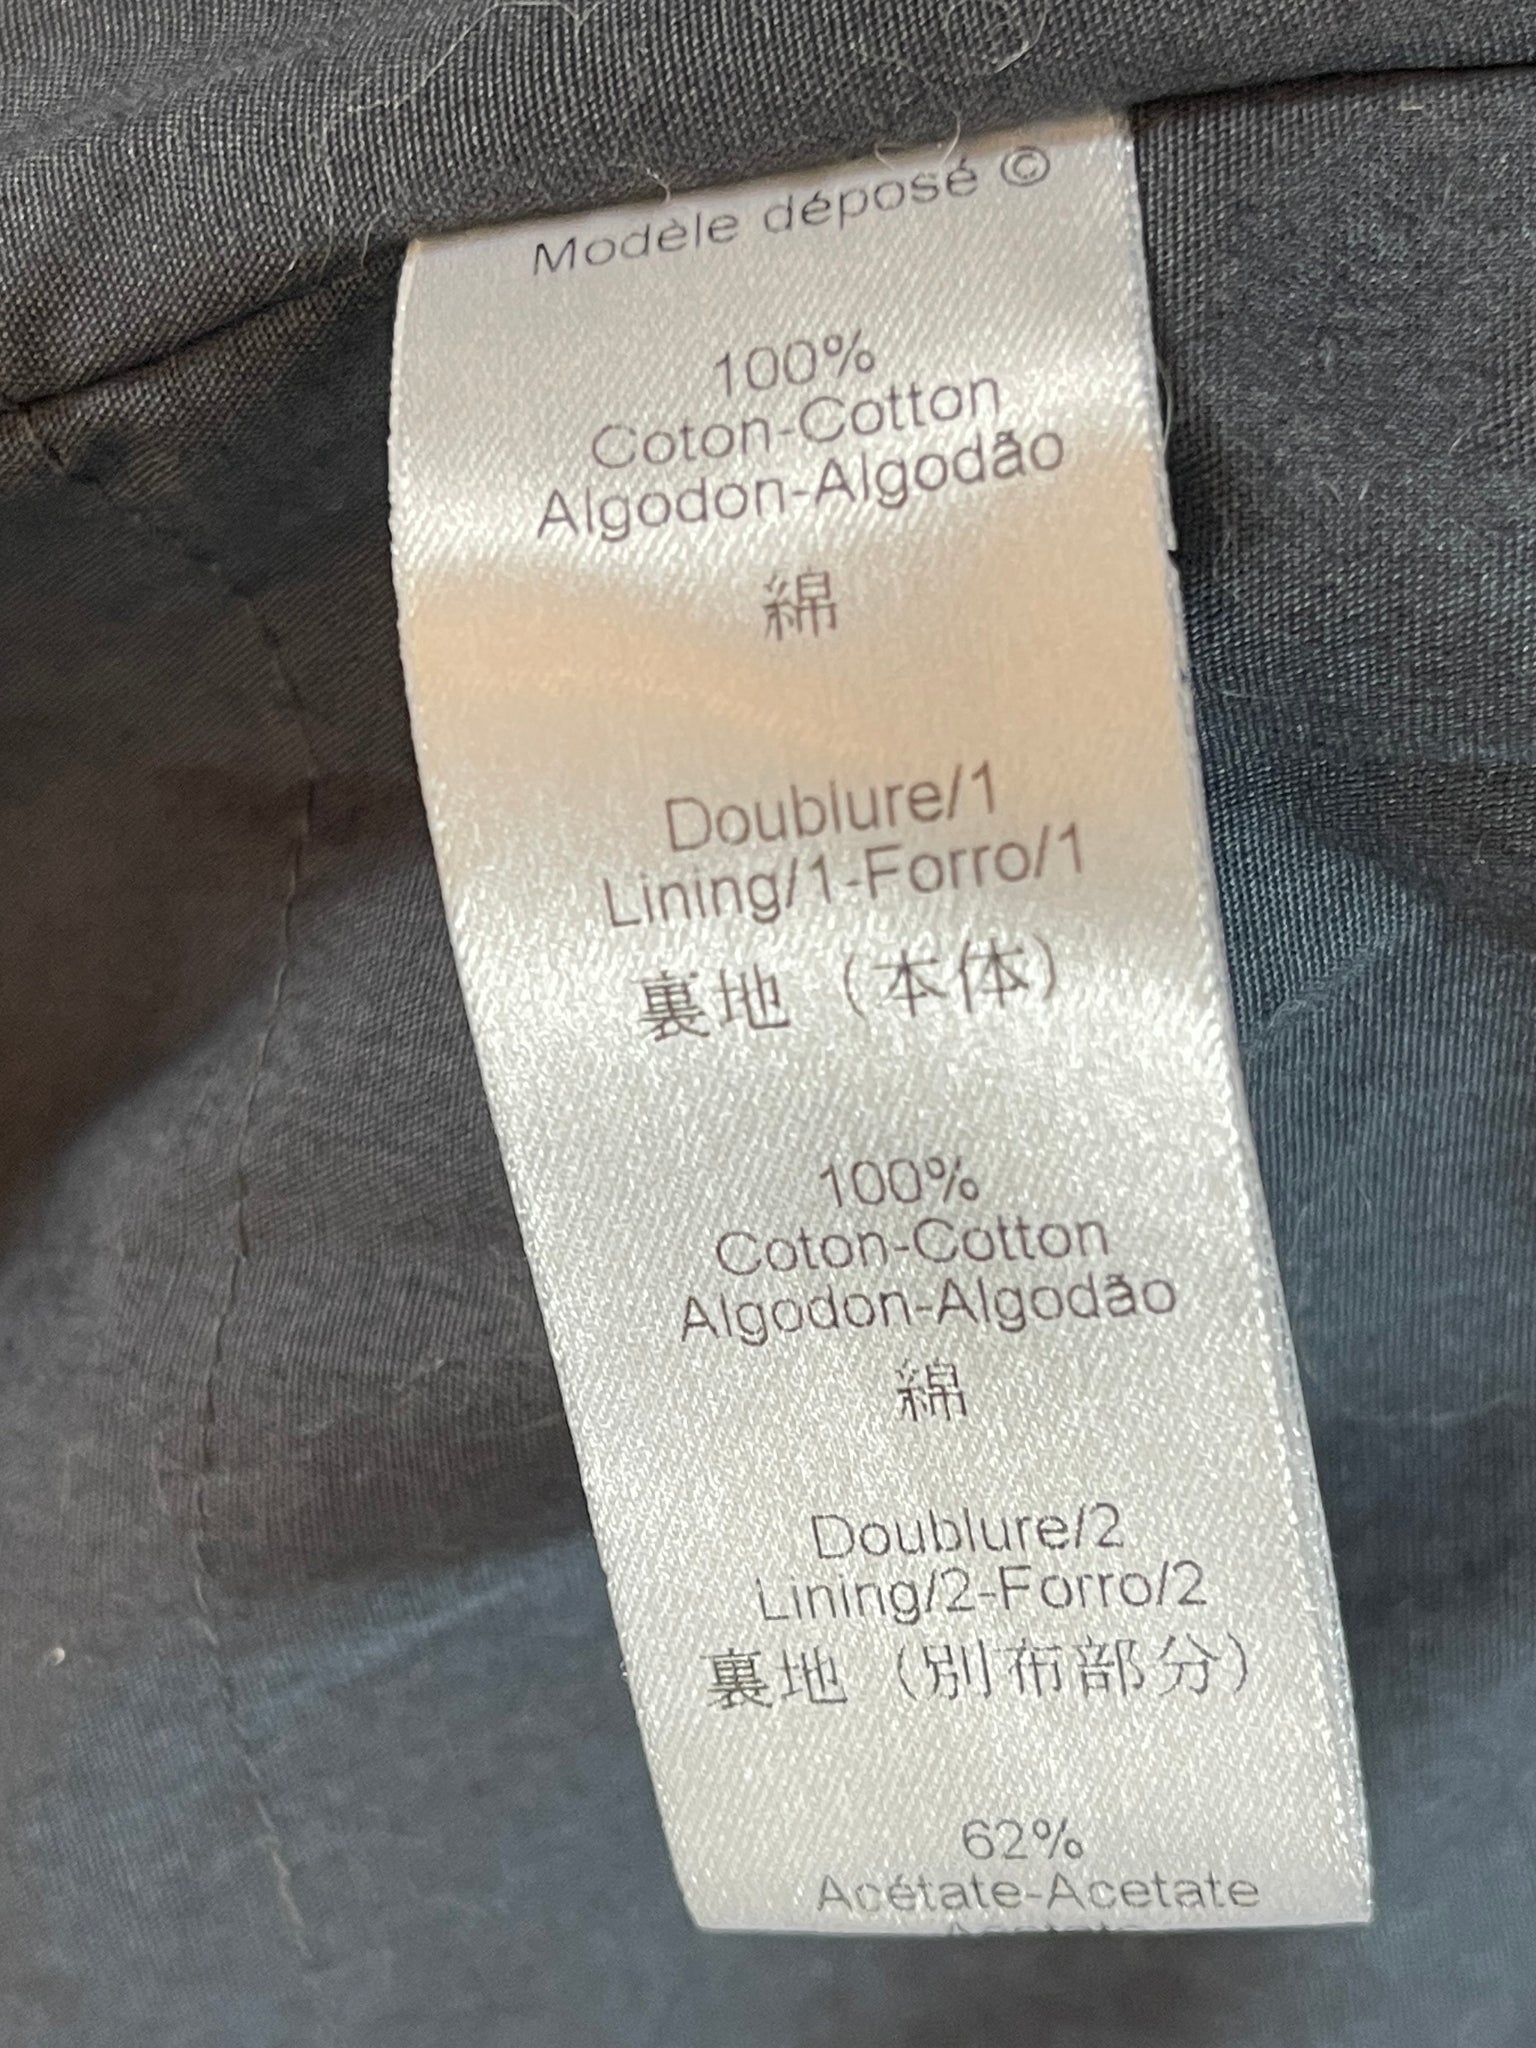 Modèle déposé ©
100%
Coton-Cotton
Algodon-Algodão
綿
Doublure/1
Lining/1-Forro/1
裏地（本体）
100%
Coton-Cotton
Algodon-Algodão
綿
Doublure/2
Lining/2-Forro/2
裏地（別布部分）
62%
Acétate-Acetate